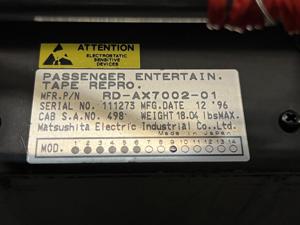 ATTENTION
ELECTROSTATIC
SENSITIVE
DEVICES
PASSENGER ENTERTAIN.
TAPE REPRO.
MFR.P/N RD-AX7002-01
SERIAL NO. 111273 MFG.DATE 12 '96
CAB S.A.NO. 498 WEIGHT 18.04 lbsMAX.
Matsushita Electric Industrial Co.,Ltd.
Made in Japan
MOD. 1 2 3 4 5 6 7 8 9 10 11 12 13 14